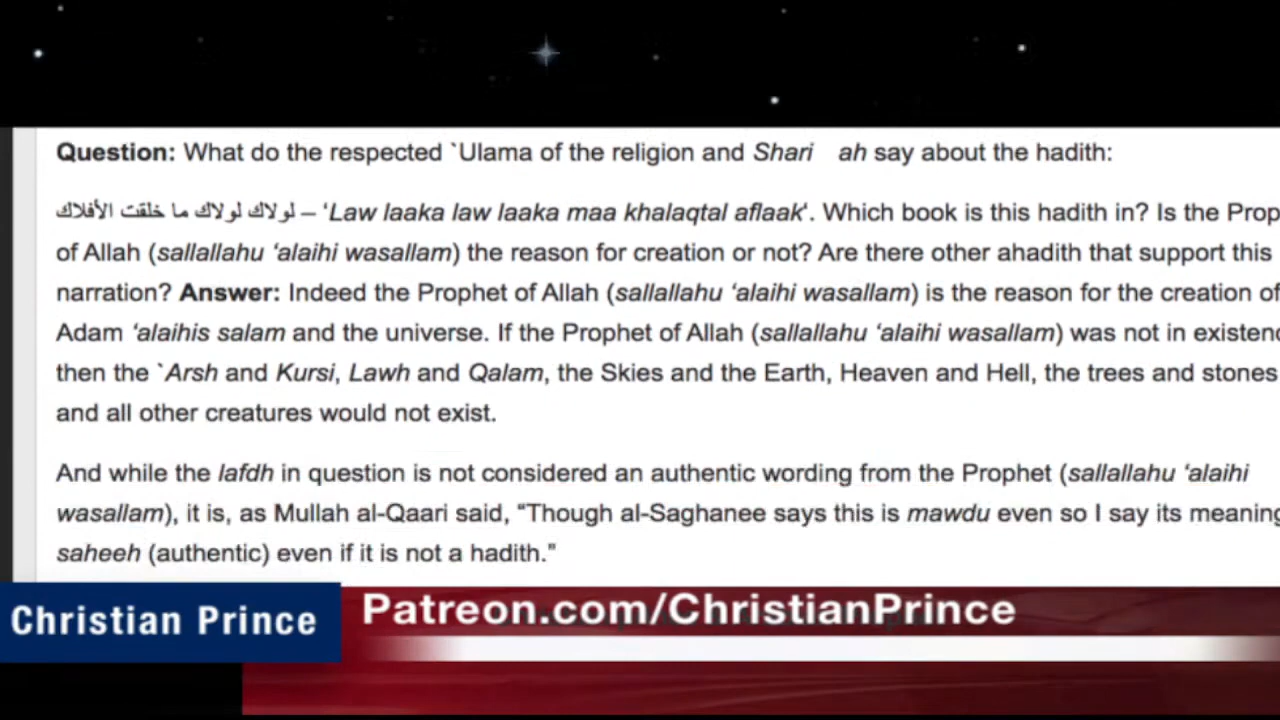 Question: What do the respected `Ulama of the religion and Shari ah say about the hadith:
لولاك لولاك ما خلقت الأفلاك – ‘Law laaka law laaka maa khalaqtal aflaak‘. Which book is this hadith in? Is the Prop
of Allah (sallallahu ‘alaihi wasallam) the reason for creation or not? Are there other ahadith that support this
narration? Answer: Indeed the Prophet of Allah (sallallahu ‘alaihi wasallam) is the reason for the creation of
Adam ‘alaihis salam and the universe. If the Prophet of Allah (sallallahu ‘alaihi wasallam) was not in existenc
then the `Arsh and Kursi, Lawh and Qalam, the Skies and the Earth, Heaven and Hell, the trees and stones
and all other creatures would not exist.
And while the lafdh in question is not considered an authentic wording from the Prophet (sallallahu ‘alaihi
wasallam), it is, as Mullah al-Qaari said, “Though al-Saghanee says this is mawdu even so I say its meaning
saheeh (authentic) even if it is not a hadith.”
Christian Prince
Patreon.com/ChristianPrince